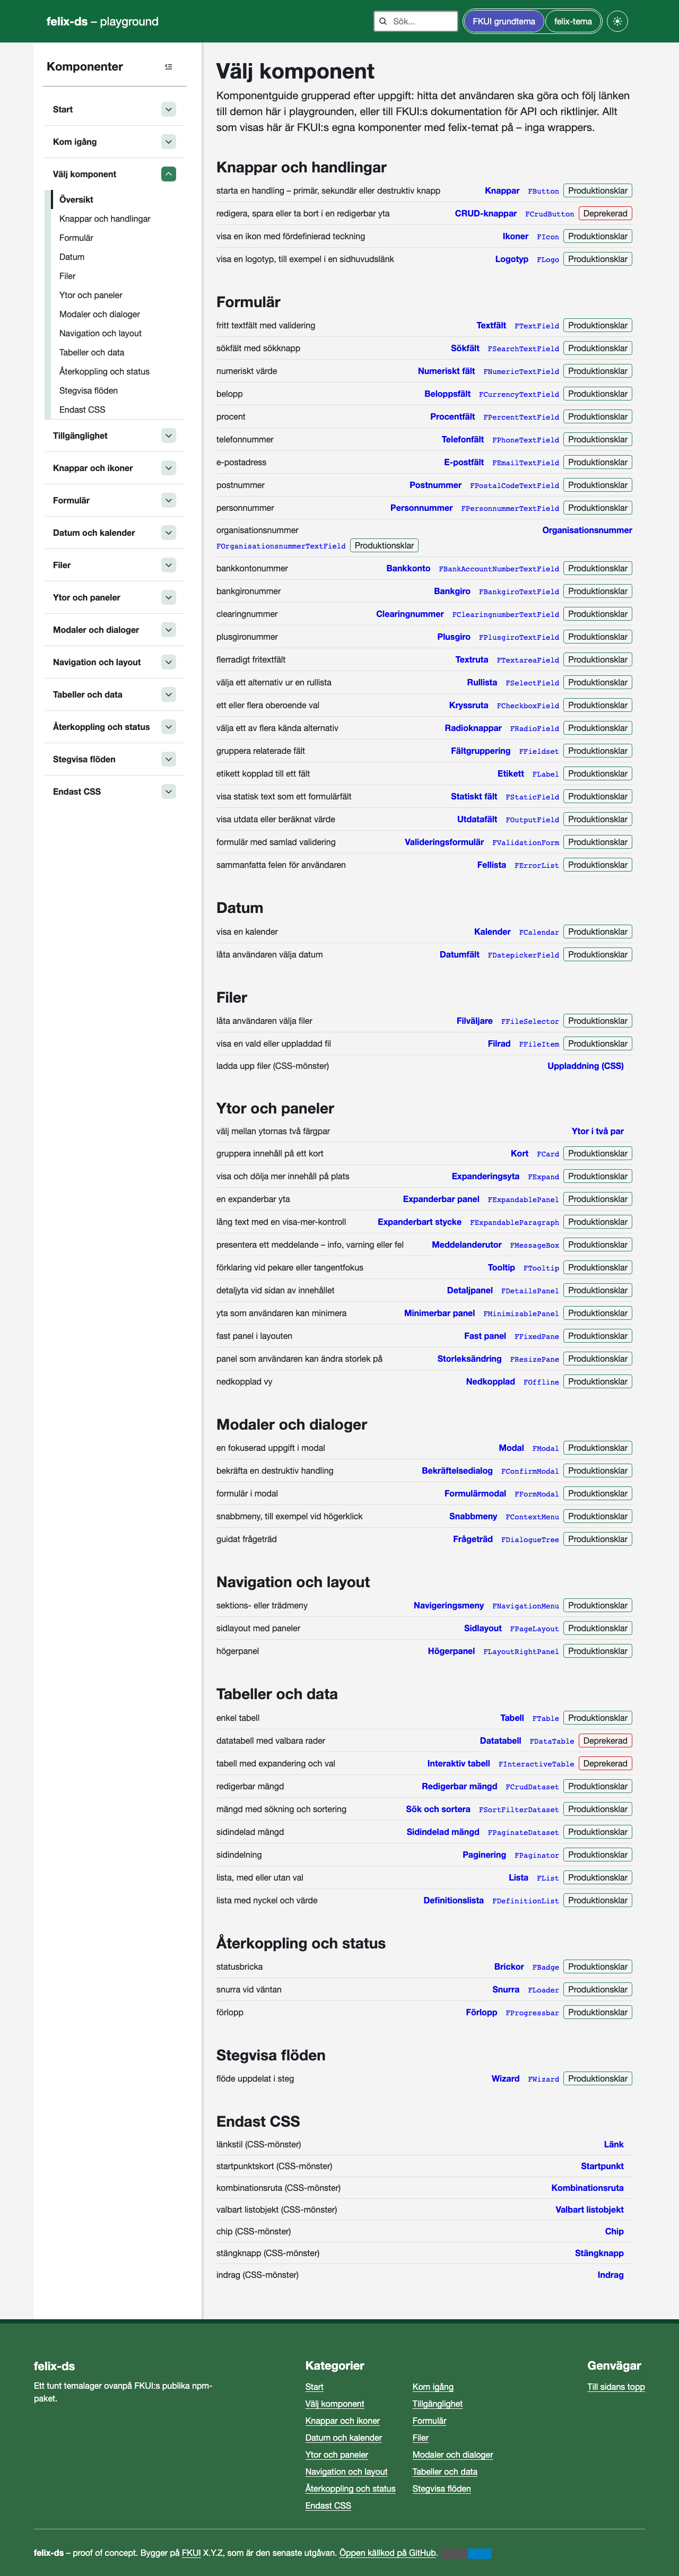 felix-ds – playground
Sök...
FKUI grundtema
felix-tema
Komponenter
Start
Kom igång
Välj komponent
Översikt
Knappar och handlingar
Formulär
Datum
Filer
Ytor och paneler
Modaler och dialoger
Navigation och layout
Tabeller och data
Återkoppling och status
Stegvisa flöden
Endast CSS
Tillgänglighet
Knappar och ikoner
Formulär
Datum och kalender
Filer
Ytor och paneler
Modaler och dialoger
Navigation och layout
Tabeller och data
Återkoppling och status
Stegvisa flöden
Endast CSS
Välj komponent
Komponentguide grupperad efter uppgift: hitta det användaren ska göra och följ länken
till demon här i playgrounden, eller till FKUI:s dokumentation för API och riktlinjer. Allt
som visas här är FKUI:s egna komponenter med felix-temat på – inga wrappers.
Knappar och handlingar
starta en handling – primär, sekundär eller destruktiv knapp Knappar FButton Produktionsklar
redigera, spara eller ta bort i en redigerbar yta CRUD-knappar FCrudButton Deprekerad
visa en ikon med fördefinierad teckning Ikoner FIcon Produktionsklar
visa en logotyp, till exempel i en sidhuvudslänk Logotyp FLogo Produktionsklar
Formulär
fritt textfält med validering Textfält FTextField Produktionsklar
sökfält med sökknapp Sökfält FSearchTextField Produktionsklar
numeriskt värde Numeriskt fält FNumericTextField Produktionsklar
belopp Beloppsfält FCurrencyTextField Produktionsklar
procent Procentfält FPercentTextField Produktionsklar
telefonnummer Telefonfält FPhoneTextField Produktionsklar
e-postadress E-postfält FEmailTextField Produktionsklar
postnummer Postnummer FPostalCodeTextField Produktionsklar
personnummer Personnummer FPersonnummerTextField Produktionsklar
organisationsnummer Organisationsnummer
FOrganisationsnummerTextField Produktionsklar
bankkontonummer Bankkonto FBankAccountNumberTextField Produktionsklar
bankgironummer Bankgiro FBankgiroTextField Produktionsklar
clearingnummer Clearingnummer FClearingnumberTextField Produktionsklar
plusgironummer Plusgiro FPlusgiroTextField Produktionsklar
flerradigt fritextfält Textruta FTextareaField Produktionsklar
välja ett alternativ ur en rullista Rullista FSelectField Produktionsklar
ett eller flera oberoende val Kryssruta FCheckboxField Produktionsklar
välja ett av flera kända alternativ Radioknappar FRadioField Produktionsklar
gruppera relaterade fält Fältgruppering FFieldset Produktionsklar
etikett kopplad till ett fält Etikett FLabel Produktionsklar
visa statisk text som ett formulärfält Statiskt fält FStaticField Produktionsklar
visa utdata eller beräknat värde Utdatafält FOutputField Produktionsklar
formulär med samlad validering Valideringsformulär FValidationForm Produktionsklar
sammanfatta felen för användaren Fellista FErrorList Produktionsklar
Datum
visa en kalender Kalender FCalendar Produktionsklar
låta användaren välja datum Datumfält FDatepickerField Produktionsklar
Filer
låta användaren välja filer Filväljare FFileSelector Produktionsklar
visa en vald eller uppladdad fil Filrad FFileItem Produktionsklar
ladda upp filer (CSS-mönster) Uppladdning (CSS)
Ytor och paneler
välj mellan ytornas två färgpar Ytor i två par
gruppera innehåll på ett kort Kort FCard Produktionsklar
visa och dölja mer innehåll på plats Expanderingsyta FExpand Produktionsklar
en expanderbar yta Expanderbar panel FExpandablePanel Produktionsklar
lång text med en visa-mer-kontroll Expanderbart stycke FExpandableParagraph Produktionsklar
presentera ett meddelande – info, varning eller fel Meddelanderutor FMessageBox Produktionsklar
förklaring vid pekare eller tangentfokus Tooltip FTooltip Produktionsklar
detaljyta vid sidan av innehållet Detaljpanel FDetailsPanel Produktionsklar
yta som användaren kan minimera Minimerbar panel FMinimizablePanel Produktionsklar
fast panel i layouten Fast panel FFixedPane Produktionsklar
panel som användaren kan ändra storlek på Storleksändring FResizePane Produktionsklar
nedkopplad vy Nedkopplad FOffline Produktionsklar
Modaler och dialoger
en fokuserad uppgift i modal Modal FModal Produktionsklar
bekräfta en destruktiv handling Bekräftelsedialog FConfirmModal Produktionsklar
formulär i modal Formulärmodal FFormModal Produktionsklar
snabbmeny, till exempel vid högerklick Snabbmeny FContextMenu Produktionsklar
guidat frågeträd Frågeträd FDialogueTree Produktionsklar
Navigation och layout
sektions- eller trädmeny Navigeringsmeny FNavigationMenu Produktionsklar
sidlayout med paneler Sidlayout FPageLayout Produktionsklar
högerpanel Högerpanel FLayoutRightPanel Produktionsklar
Tabeller och data
enkel tabell Tabell FTable Produktionsklar
datatabell med valbara rader Datatabell FDataTable Deprekerad
tabell med expandering och val Interaktiv tabell FInteractiveTable Deprekerad
redigerbar mängd Redigerbar mängd FCrudDataset Produktionsklar
mängd med sökning och sortering Sök och sortera FSortFilterDataset Produktionsklar
sidindelad mängd Sidindelad mängd FPaginateDataset Produktionsklar
sidindelning Paginering FPaginator Produktionsklar
lista, med eller utan val Lista FList Produktionsklar
lista med nyckel och värde Definitionslista FDefinitionList Produktionsklar
Återkoppling och status
statusbricka Brickor FBadge Produktionsklar
snurra vid väntan Snurra FLoader Produktionsklar
förlopp Förlopp FProgressbar Produktionsklar
Stegvisa flöden
flöde uppdelat i steg Wizard FWizard Produktionsklar
Endast CSS
länkstil (CSS-mönster) Länk
startpunktskort (CSS-mönster) Startpunkt
kombinationsruta (CSS-mönster) Kombinationsruta
valbart listobjekt (CSS-mönster) Valbart listobjekt
chip (CSS-mönster) Chip
stängknapp (CSS-mönster) Stängknapp
indrag (CSS-mönster) Indrag
felix-ds
Ett tunt temalager ovanpå FKUI:s publika npm-
paket.
Kategorier
Start Kom igång
Välj komponent Tillgänglighet
Knappar och ikoner Formulär
Datum och kalender Filer
Ytor och paneler Modaler och dialoger
Navigation och layout Tabeller och data
Återkoppling och status Stegvisa flöden
Endast CSS
Genvägar
Till sidans topp
felix-ds – proof of concept. Bygger på FKUI X.Y.Z, som är den senaste utgåvan. Öppen källkod på GitHub.